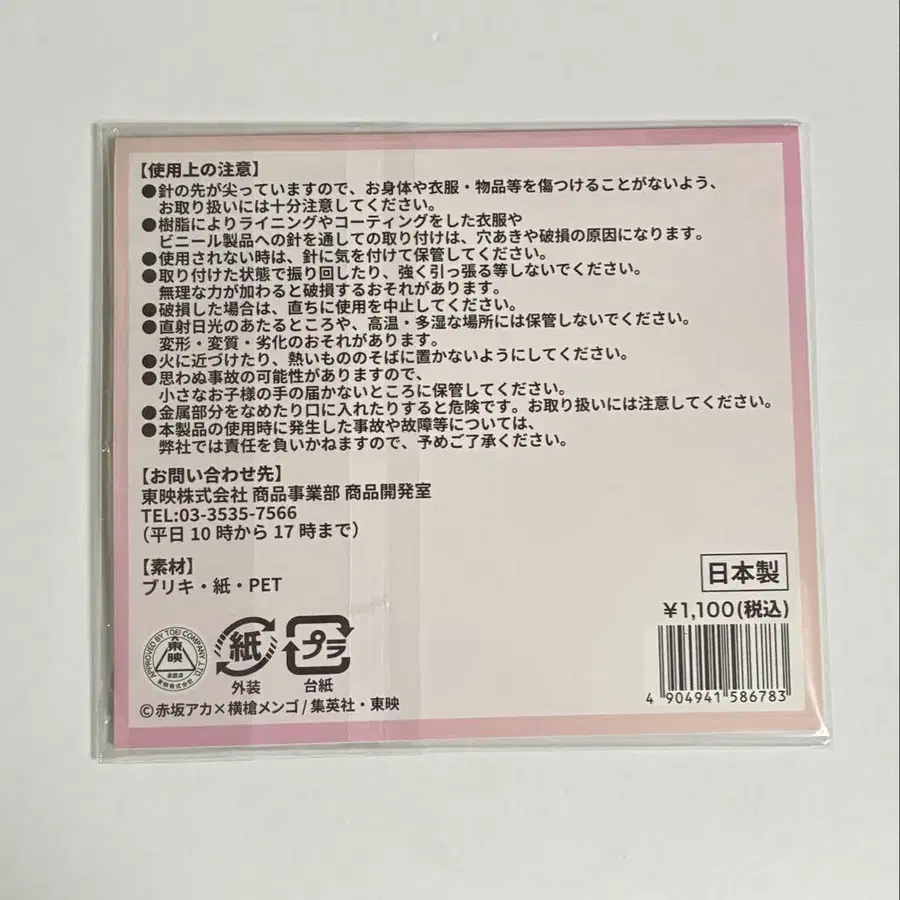 【使用上の注意】
●針の先が尖っていますので、お身体や衣服・物品等を傷つけることがないよう、
お取り扱いには十分注意してください。
●樹脂によりライニングやコーティングをした衣服や
ビニール製品への針を通しての取り付けは、穴あきや破損の原因になります。
●使用されない時は、針に気を付けて保管してください。
●取り付けた状態で振り回したり、強く引っ張る等しないでください。
無理な力が加わると破損するおそれがあります。
●破損した場合は、直ちに使用を中止してください。
●直射日光のあたるところや、高温・多湿な場所には保管しないでください。
変形・変質・劣化のおそれがあります。
●火に近づけたり、熱いもののそばに置かないようにしてください。
●思わぬ事故の可能性がありますので、
小さなお子様の手の届かないところに保管してください。
●金属部分をなめたり口に入れたりすると危険です。お取り扱いには注意してください。
●本製品の使用時に発生した事故や故障等については、
弊社では責任を負いかねますので、予めご了承ください。
【お問い合わせ先】
東映株式会社 商品事業部 商品開発室
TEL:03-3535-7566
（平日 10 時から 17 時まで）
【素材】
ブリキ・紙・PET
日本製
¥1,100(税込)
4 904941 586783
APPROVED BY TOEI COMPANY, LTD.
東映
承認済
東映株式会社
紙
外装
プラ
台紙
©赤坂アカ×横槍メンゴ/集英社・東映